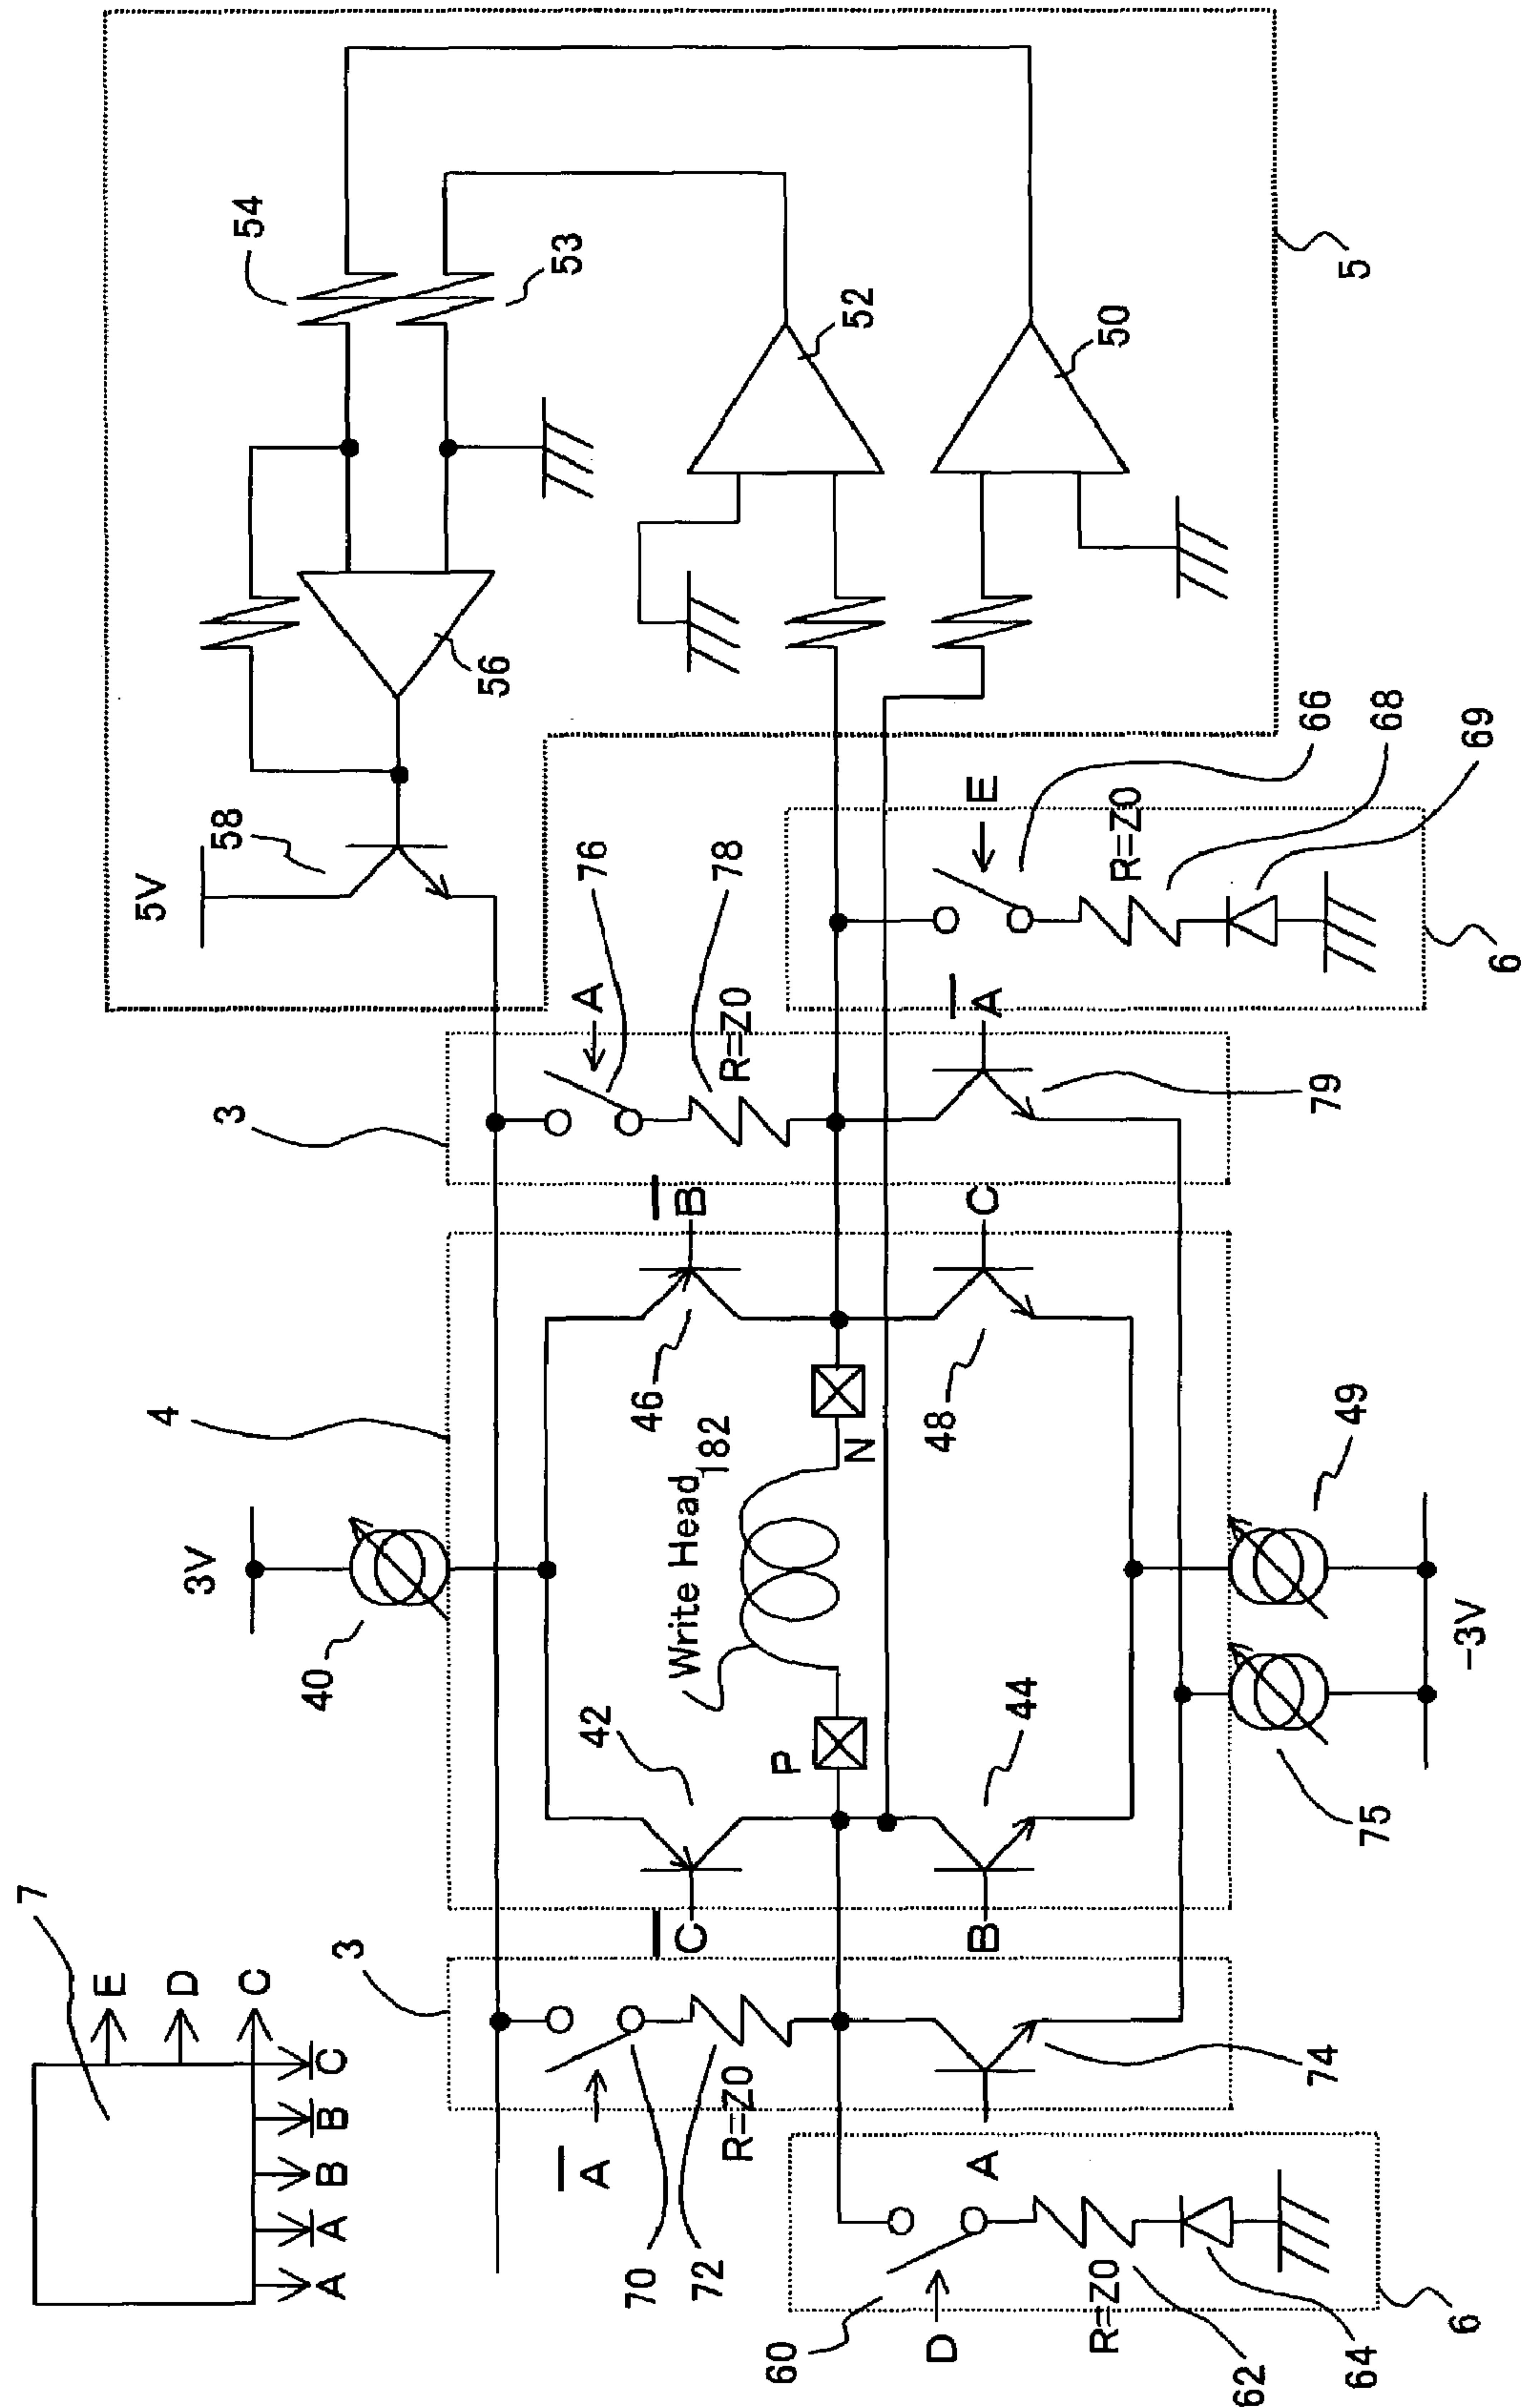 7
E
D
C
A
A̅
B
B̅
C̅
3
A̅
70
72
R=Z0
74
A
60
D
R=Z0
62
64
6
4
3V
40
42
C̅
P
Write Head
182
N
B
44
46
B̅
48
C
75
49
-3V
3
A
76
78
R=Z0
A̅
79
5V
58
56
54
53
52
50
5
E
66
R=Z0
68
69
6